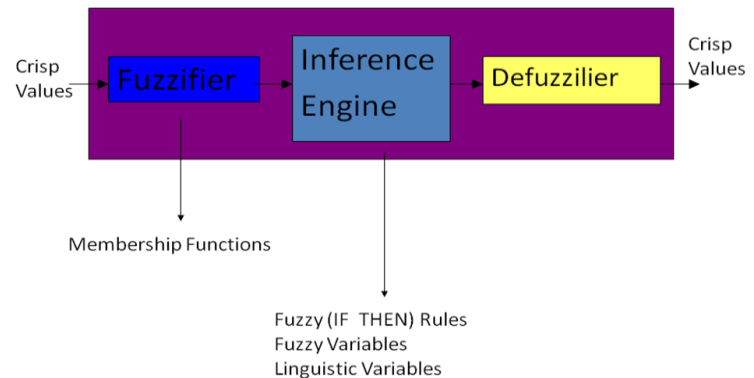 Crisp
Values
Fuzzifier
Inference
Engine
Defuzzilier
Crisp
Values
Membership Functions
Fuzzy (IF THEN) Rules
Fuzzy Variables
Linguistic Variables